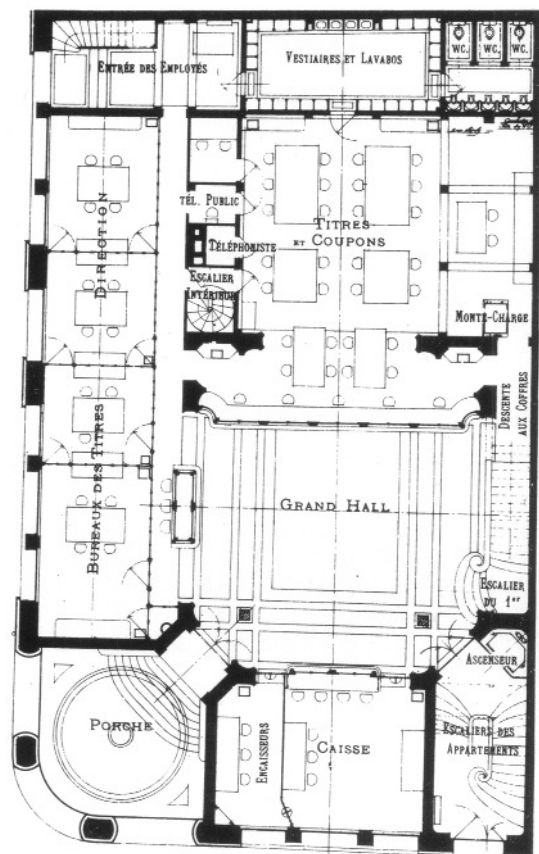 ENTRÉE DES EMPLOYÉS
VESTIAIRES ET LAVABOS
WC.
WC.
WC.
TÉL. PUBLIC
TÉLÉPHONISTE
ESCALIER
INTÉRIEUR
TITRES
ET COUPONS
MONTE-CHARGE
DIRECTION
BUREAUX DES TITRES
DESCENTE
AUX COFFRES
GRAND HALL
ESCALIER
DU 1er
ASCENSEUR
PORCHE
ENCAISSEURS
CAISSE
ESCALIERS DES
APPARTEMENTS